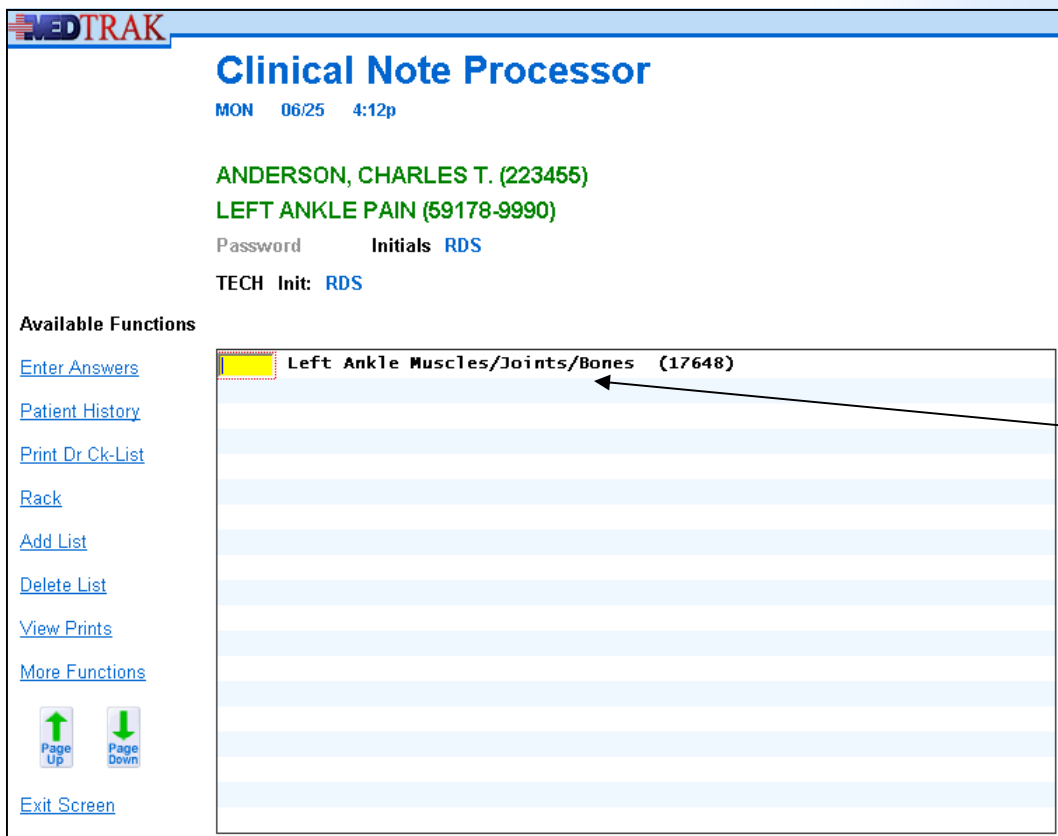 MEDTRAK
Clinical Note Processor
MON 06/25 4:12p
ANDERSON, CHARLES T. (223455)
LEFT ANKLE PAIN (59178-9990)
Password Initials RDS
TECH Init: RDS
Available Functions
Enter Answers
Patient History
Print Dr Ck-List
Rack
Add List
Delete List
View Prints
More Functions
Page Up
Page Down
Exit Screen
Left Ankle Muscles/Joints/Bones (17648)